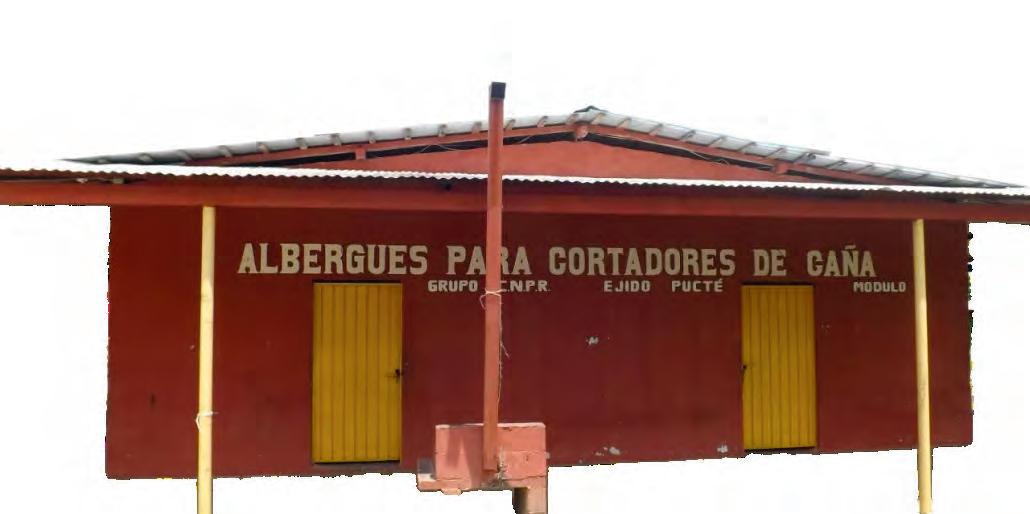 ALBERGUES PARA CORTADORES DE CAÑA
GRUPO C.N.P.R. EJIDO PUCTÉ MODULO